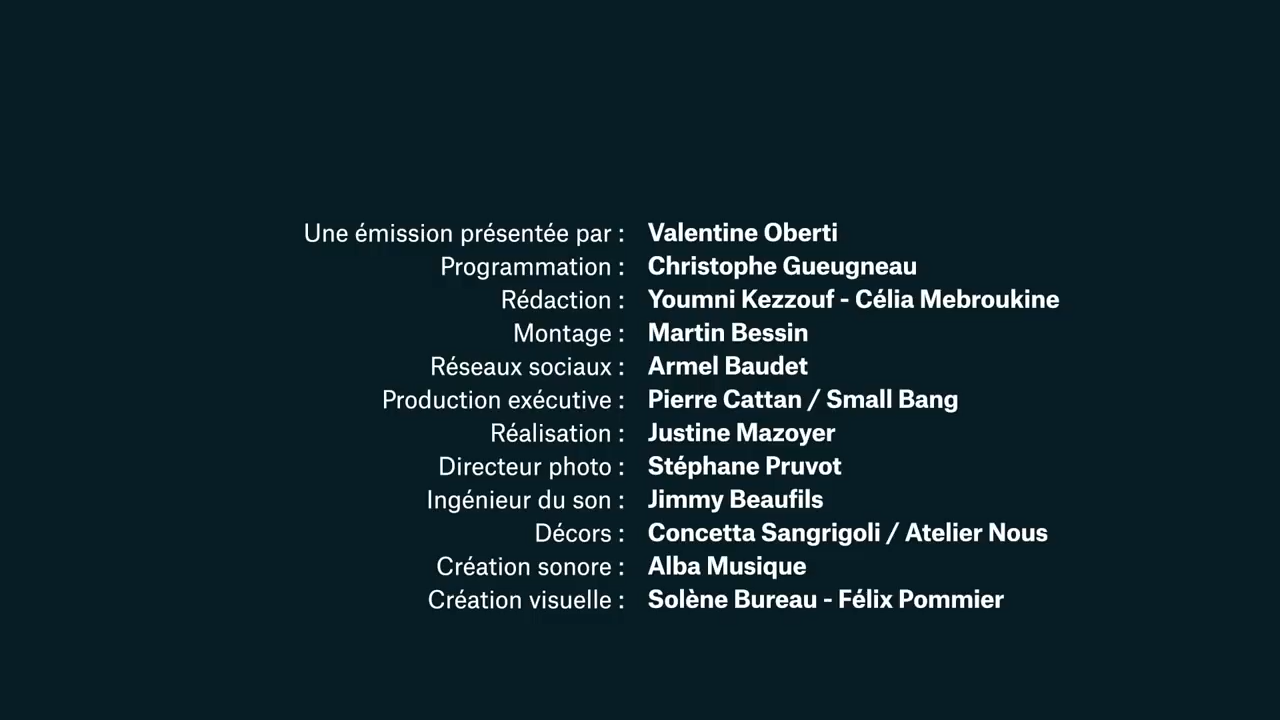 Une émission présentée par : Valentine Oberti
Programmation : Christophe Gueugneau
Rédaction : Youmni Kezzouf - Célia Mebroukine
Montage : Martin Bessin
Réseaux sociaux : Armel Baudet
Production exécutive : Pierre Cattan / Small Bang
Réalisation : Justine Mazoyer
Directeur photo : Stéphane Pruvot
Ingénieur du son : Jimmy Beaufils
Décors : Concetta Sangrigoli / Atelier Nous
Création sonore : Alba Musique
Création visuelle : Solène Bureau - Félix Pommier